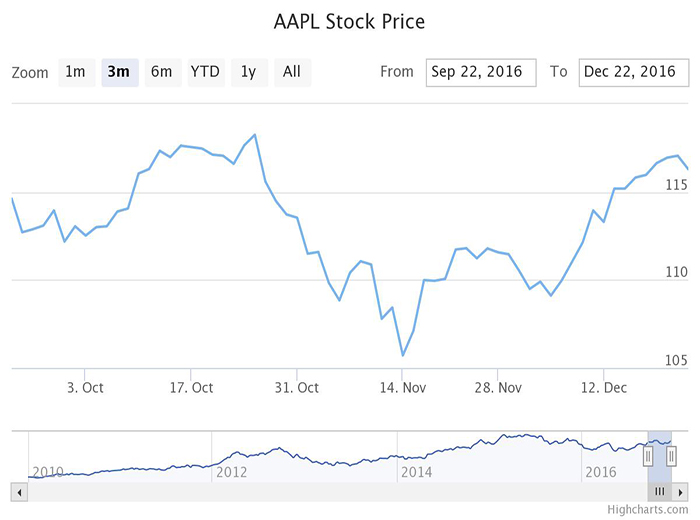 AAPL Stock Price
Zoom 1m 3m 6m YTD 1y All From Sep 22, 2016 To Dec 22, 2016
115
110
105
3. Oct 17. Oct 31. Oct 14. Nov 28. Nov 12. Dec
2010 2012 2014 2016
Highcharts.com